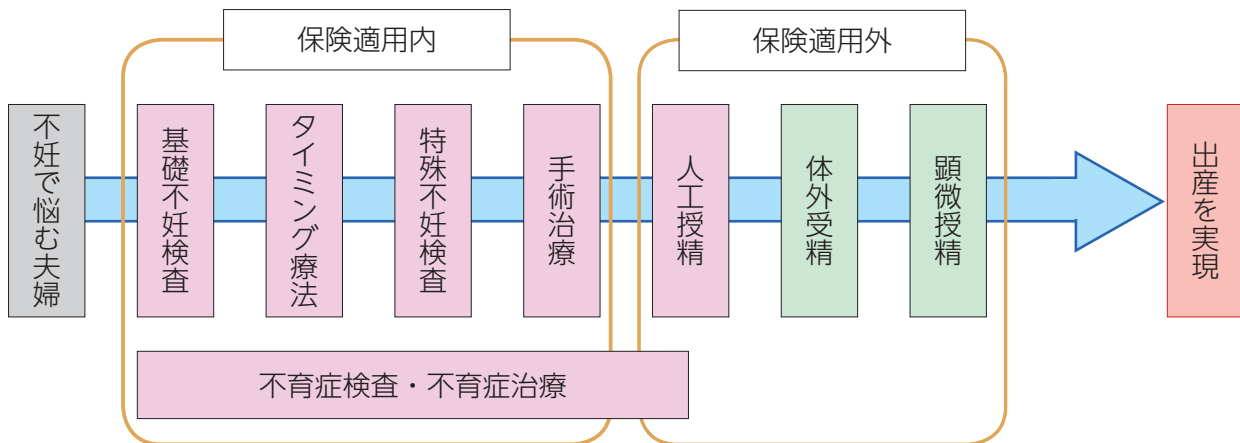 保険適用内
保険適用外
不妊で悩む夫婦
基礎不妊検査
タイミング療法
特殊不妊検査
手術治療
人工授精
体外受精
顕微授精
出産を実現
不育症検査・不育症治療